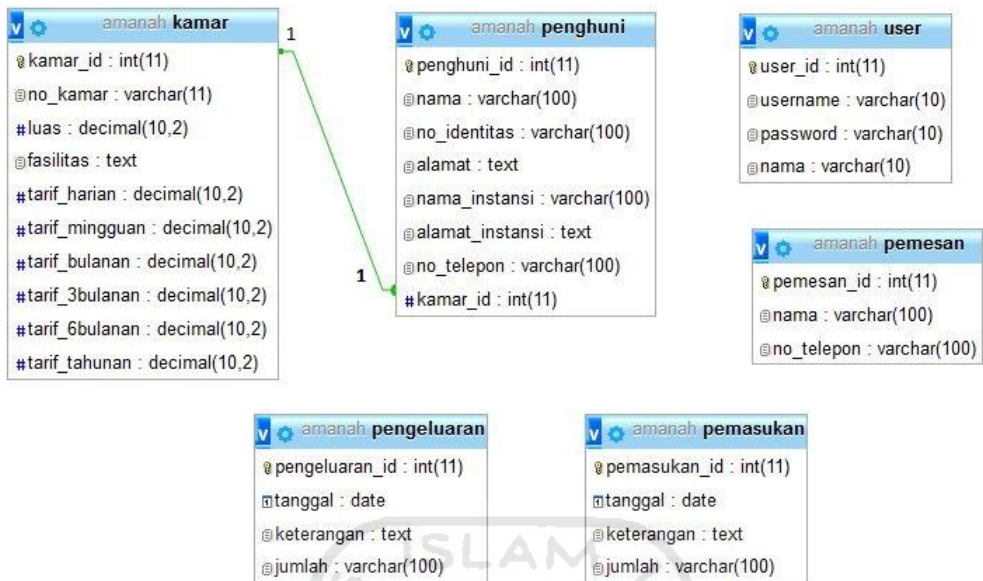 amanah kamar
kamar_id : int(11)
no_kamar : varchar(11)
#luas : decimal(10,2)
fasilitas : text
#tarif_harian : decimal(10,2)
#tarif_mingguan : decimal(10,2)
#tarif_bulanan : decimal(10,2)
#tarif_3bulanan : decimal(10,2)
#tarif_6bulanan : decimal(10,2)
#tarif_tahunan : decimal(10,2)
1
1
amanah penghuni
penghuni_id : int(11)
nama : varchar(100)
no_identitas : varchar(100)
alamat : text
nama_instansi : varchar(100)
alamat_instansi : text
no_telepon : varchar(100)
#kamar_id : int(11)
amanah user
user_id : int(11)
username : varchar(10)
password : varchar(10)
nama : varchar(10)
amanah pemesan
pemesan_id : int(11)
nama : varchar(100)
no_telepon : varchar(100)
amanah pengeluaran
pengeluaran_id : int(11)
tanggal : date
keterangan : text
jumlah : varchar(100)
amanah pemasukan
pemasukan_id : int(11)
tanggal : date
keterangan : text
jumlah : varchar(100)
ISLAM